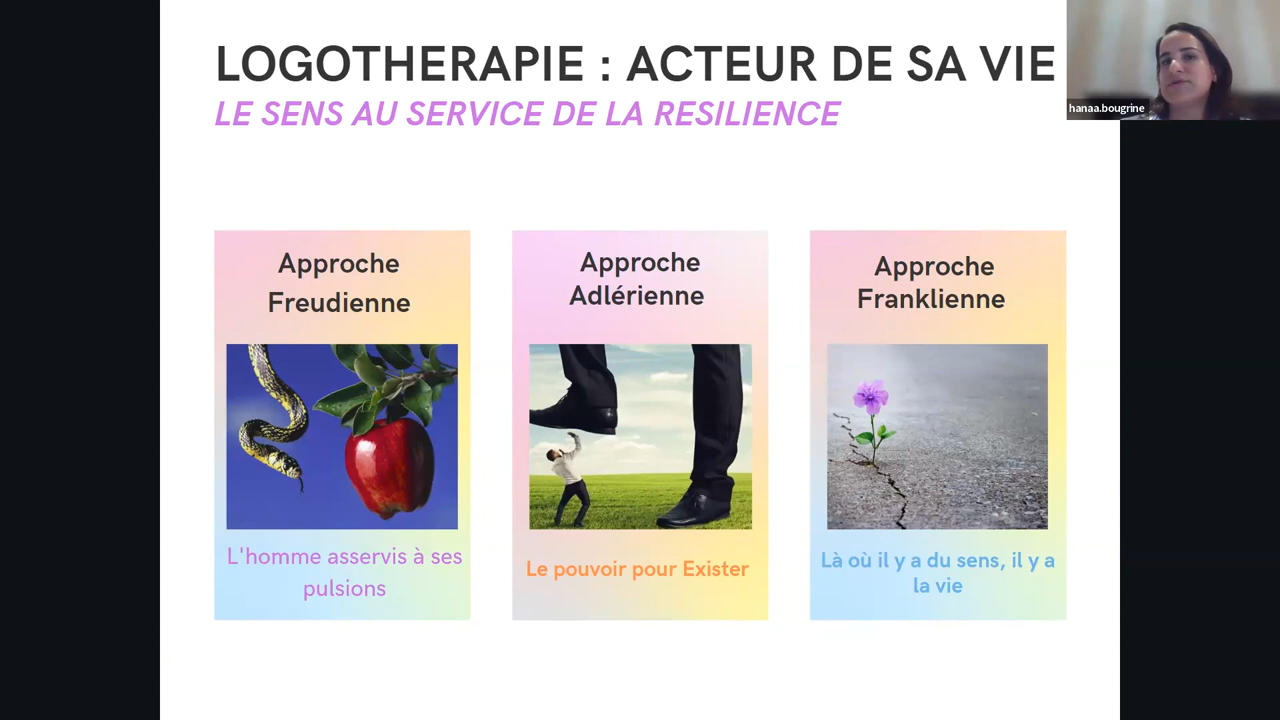 LOGOTHERAPIE : ACTEUR DE SA VIE
LE SENS AU SERVICE DE LA RESILIENCE
hanaa.bougrine
Approche
Freudienne
L'homme asservis à ses
pulsions
Approche
Adlérienne
Le pouvoir pour Exister
Approche
Franklienne
Là où il y a du sens, il y a
la vie